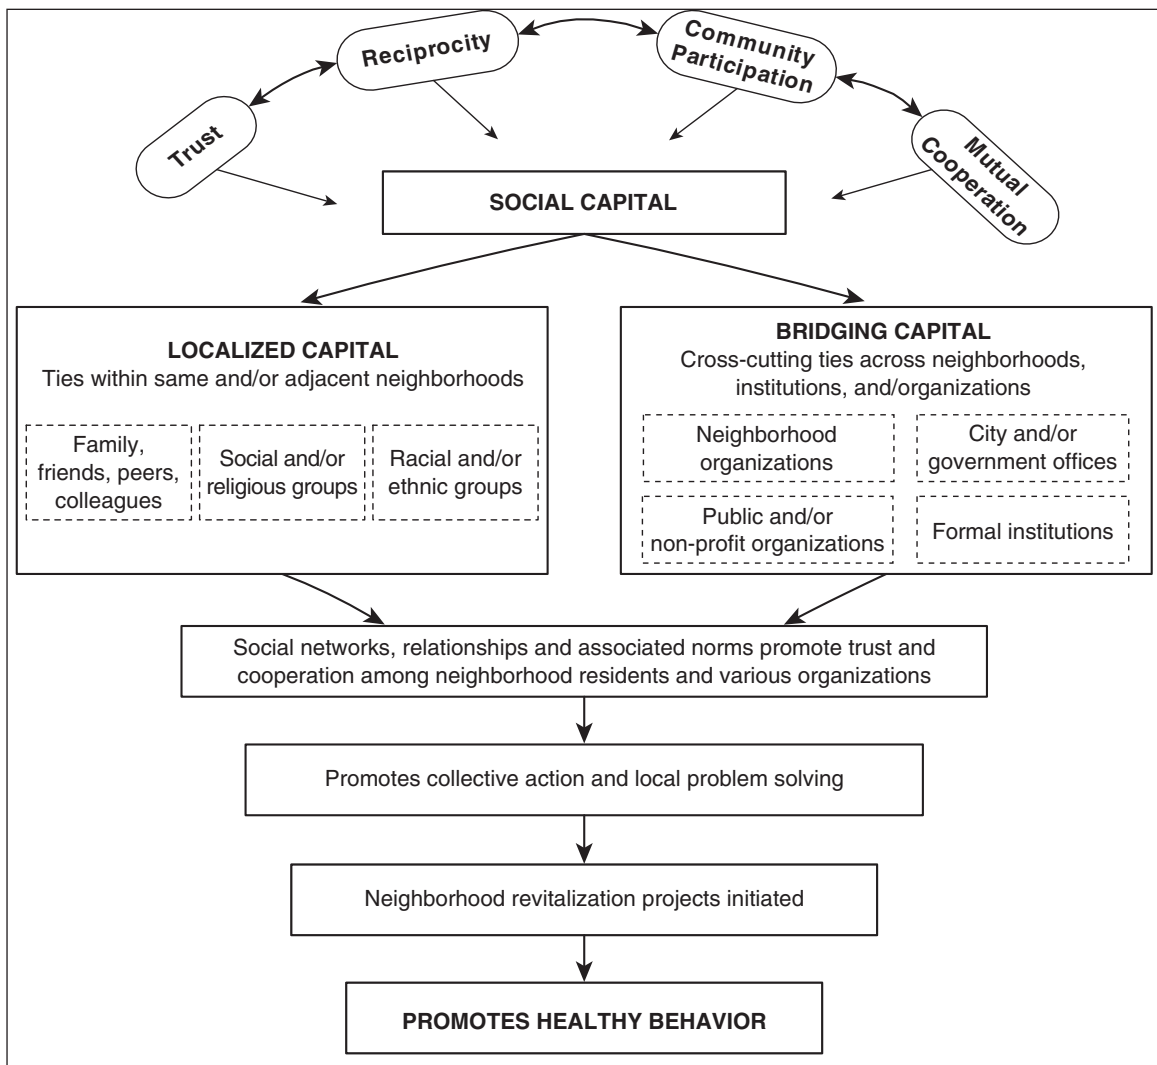 Trust
Reciprocity
Community
Participation
Mutual
Cooperation
SOCIAL CAPITAL
LOCALIZED CAPITAL
Ties within same and/or adjacent neighborhoods
Family,
friends, peers,
colleagues
Social and/or
religious groups
Racial and/or
ethnic groups
BRIDGING CAPITAL
Cross-cutting ties across neighborhoods,
institutions, and/organizations
Neighborhood
organizations
City and/or
government offices
Public and/or
non-profit organizations
Formal institutions
Social networks, relationships and associated norms promote trust and
cooperation among neighborhood residents and various organizations
Promotes collective action and local problem solving
Neighborhood revitalization projects initiated
PROMOTES HEALTHY BEHAVIOR